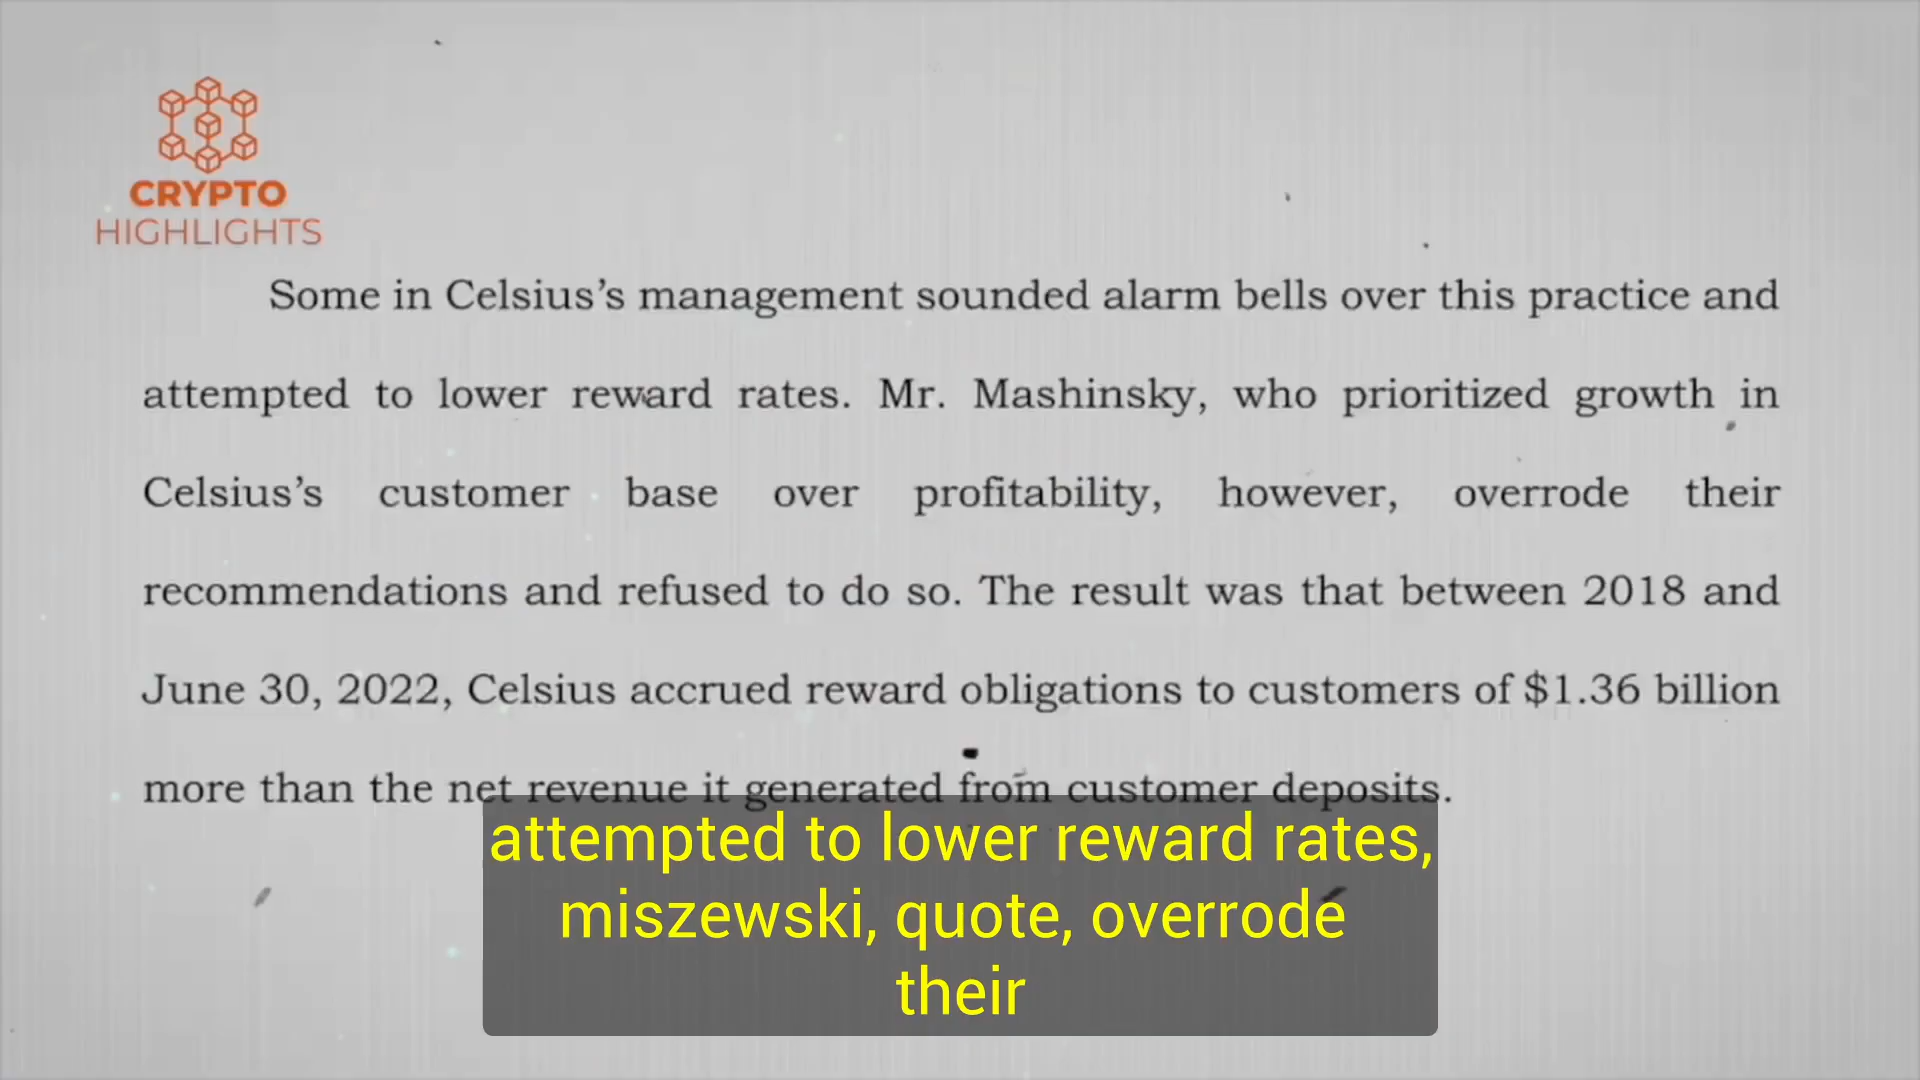 CRYPTO
HIGHLIGHTS
Some in Celsius’s management sounded alarm bells over this practice and
attempted to lower reward rates. Mr. Mashinsky, who prioritized growth in
Celsius’s customer base over profitability, however, overrode their
recommendations and refused to do so. The result was that between 2018 and
June 30, 2022, Celsius accrued reward obligations to customers of $1.36 billion
more than the net revenue it generated from customer deposits.
attempted to lower reward rates,
miszewski, quote, overrode
their